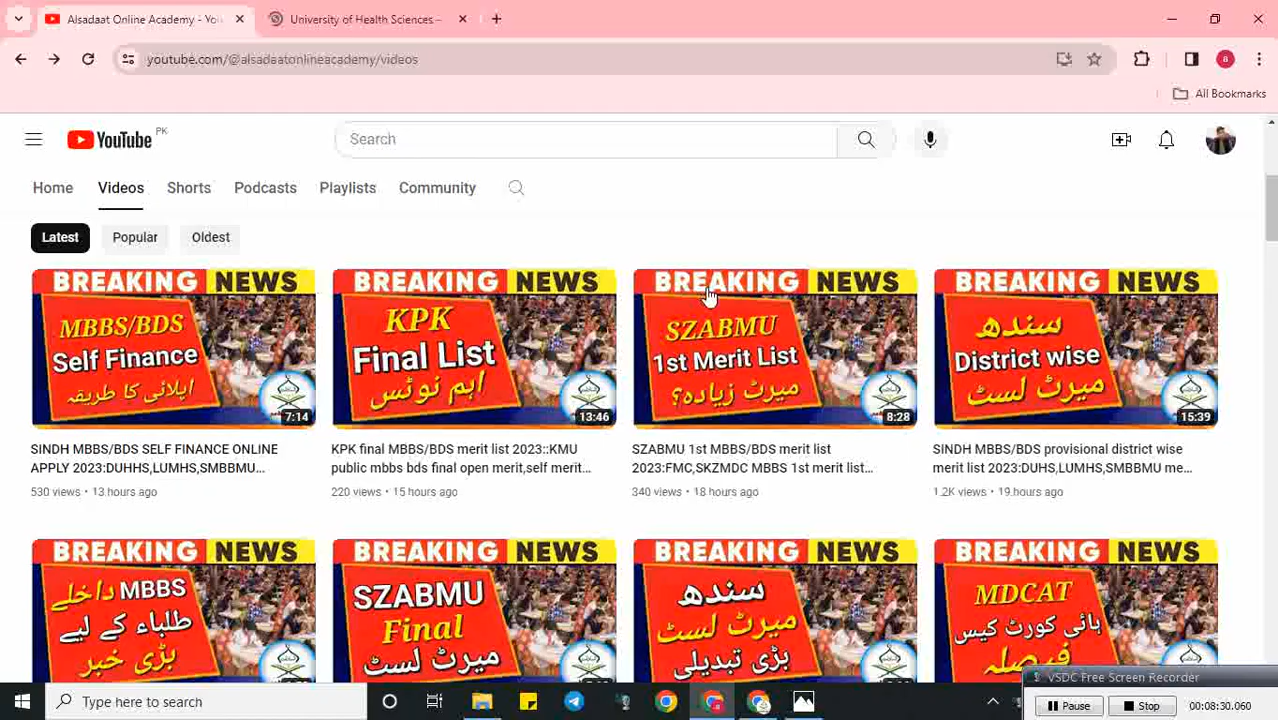 Alsadaat Online Academy - You
University of Health Sciences –
youtube.com/@alsadaatonlineacademy/videos
All Bookmarks
YouTube PK
Search
Home Videos Shorts Podcasts Playlists Community
Latest Popular Oldest
BREAKING NEWS
MBBS/BDS
Self Finance
اپلائی کا طریقہ
7:14
BREAKING NEWS
KPK
Final List
اہم نوٹس
13:46
BREAKING NEWS
SZABMU
1st Merit List
میرٹ زیادہ؟
8:28
BREAKING NEWS
سندھ
District wise
میرٹ لسٹ
15:39
SINDH MBBS/BDS SELF FINANCE ONLINE
APPLY 2023:DUHHS,LUMHS,SMBBMU...
530 views • 13 hours ago
KPK final MBBS/BDS merit list 2023::KMU
public mbbs bds final open merit,self merit...
220 views • 15 hours ago
SZABMU 1st MBBS/BDS merit list
2023:FMC,SKZMDC MBBS 1st merit list...
340 views • 18 hours ago
SINDH MBBS/BDS provisional district wise
merit list 2023:DUHS,LUMHS,SMBBMU me...
1.2K views • 19 hours ago
BREAKING NEWS
MBBS داخلے
طلباء کے لیے
بڑی خبر
BREAKING NEWS
SZABMU
Final
میرٹ لسٹ
BREAKING NEWS
سندھ
میرٹ لسٹ
بڑی تبدیلی
BREAKING NEWS
MDCAT
ہائی کورٹ کیس
فیصلہ
VSDC Free Screen Recorder
Pause Stop 00:08:30.060
Type here to search